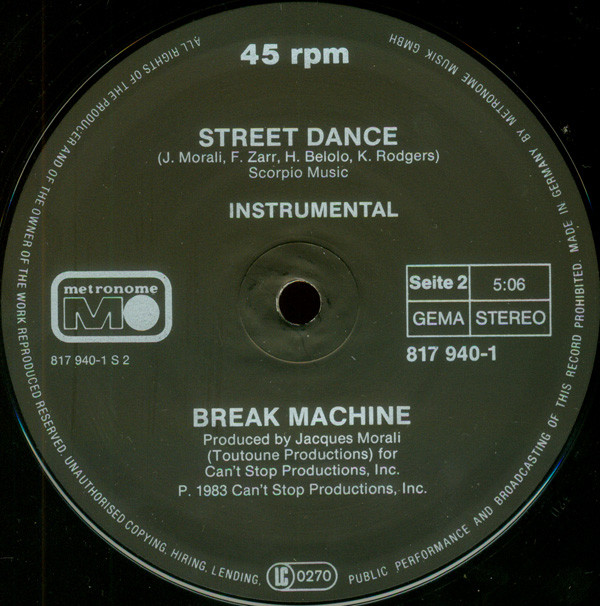 45 rpm
STREET DANCE
(J. Morali, F. Zarr, H. Belolo, K. Rodgers)
Scorpio Music
INSTRUMENTAL
metronome
M
817 940-1 S 2
Seite 2 5:06
GEMA STEREO
817 940-1
BREAK MACHINE
Produced by Jacques Morali
(Toutoune Productions) for
Can't Stop Productions, Inc.
P. 1983 Can't Stop Productions, Inc.
ALL RIGHTS OF THE PRODUCER AND OF THE OWNER OF THE WORK REPRODUCED RESERVED. UNAUTHORISED COPYING, HIRING, LENDING, LC 0270 PUBLIC PERFORMANCE AND BROADCASTING OF THIS RECORD PROHIBITED. MADE IN GERMANY BY METRONOME MUSIK GMBH